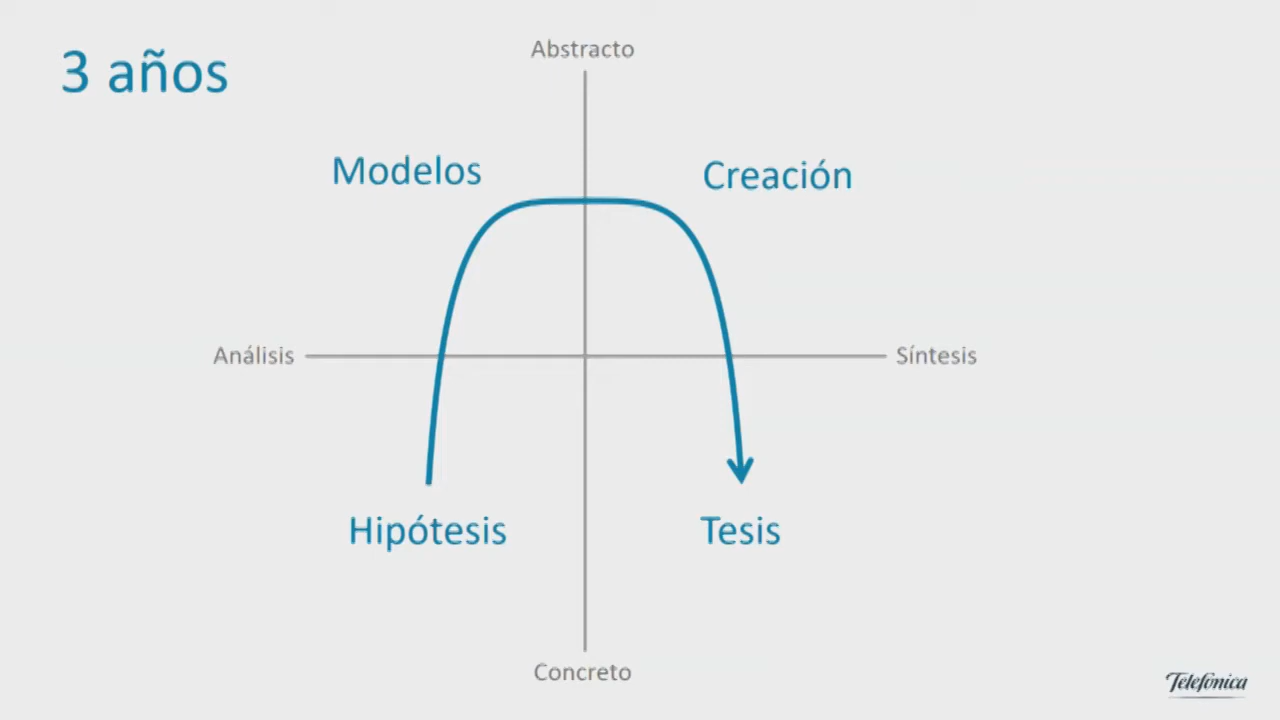 3 años
Abstracto
Modelos
Creación
Análisis
Síntesis
Hipótesis
Tesis
Concreto
Telefónica